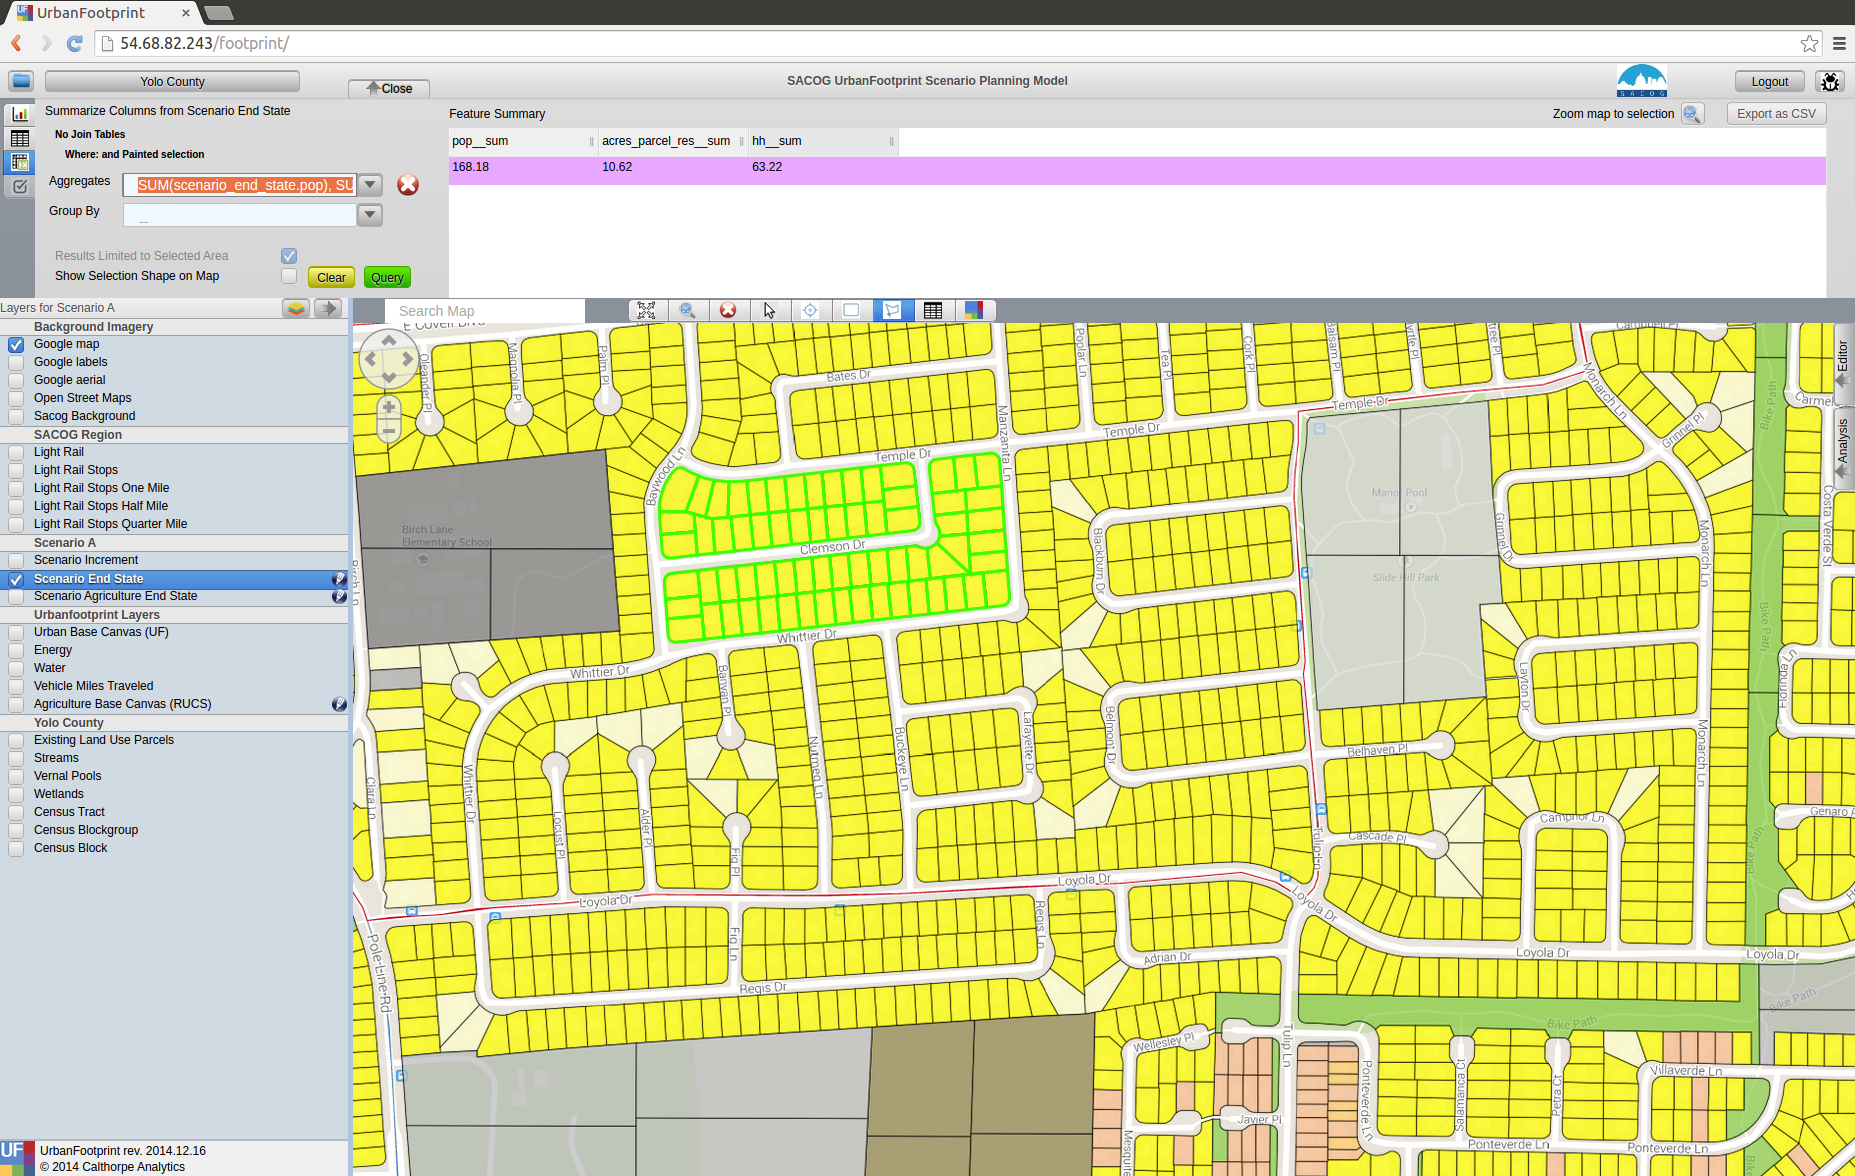 UrbanFootprint
54.68.82.243/footprint/
Yolo County
Close
SACOG UrbanFootprint Scenario Planning Model
SACOG
Logout
Summarize Columns from Scenario End State
No Join Tables
Where: and Painted selection
Aggregates
SUM(scenario_end_state.pop), SU
Group By
--
Results Limited to Selected Area
Show Selection Shape on Map
Clear
Query
Feature Summary
Zoom map to selection
Export as CSV
pop__sum acres_parcel_res__sum hh__sum
168.18 10.62 63.22
Layers for Scenario A
Search Map
Background Imagery
Google map
Google labels
Google aerial
Open Street Maps
Sacog Background
SACOG Region
Light Rail
Light Rail Stops
Light Rail Stops One Mile
Light Rail Stops Half Mile
Light Rail Stops Quarter Mile
Scenario A
Scenario Increment
Scenario End State
Scenario Agriculture End State
Urbanfootprint Layers
Urban Base Canvas (UF)
Energy
Water
Vehicle Miles Traveled
Agriculture Base Canvas (RUCS)
Yolo County
Existing Land Use Parcels
Streams
Vernal Pools
Wetlands
Census Tract
Census Blockgroup
Census Block
UF
UrbanFootprint rev. 2014.12.16
© 2014 Calthorpe Analytics
E Covell Blvd
Oleander Pl
Magnolia Pl
Palm Pl
Bates Dr
Poplar Ln
Tea Pl
Cork Pl
Balsam Pl
Campbell Pl
Editor
Analysis
Manzanita Ln
Temple Dr
Temple Dr
Temple Dr
Monarch Ln
Grinnel Pl
Bike Path
Baywood Ln
Birch Lane
Elementary School
Clemson Dr
Manor Pool
Slide Hill Park
Blackburn Dr
Grinnel Dr
Monarch Ln
Costa Verde St
Bike Path
Whittier Dr
Whittier Dr
Banyan Pl
Layton Dr
Florinda Ln
Belmont Dr
Lafayette Dr
Buckeye Ln
Nutmeg Ln
Belhaven Pl
Monarch Ln
Clara Ln
Whittier Dr
Locust Pl
Alder Pl
Fig Pl
Tulip Ln
Cascade Pl
Camphor Ln
Genaro
Bike Path
Loyola Dr
Loyola Dr
Loyola Dr
Loyola Dr
Loyola Dr
Pole Line Rd
Fig Ln
Regis Ln
Adrian Dr
Regis Dr
Bike Path
Bike Path
Wellesley Pl
Tulip Ln
Ponteverde Ln
Salamanca Ct
Petra Ct
Villaverde Ln
Javier Pl
Mesquite
Ponteverde Ln
Ponteverde Ln